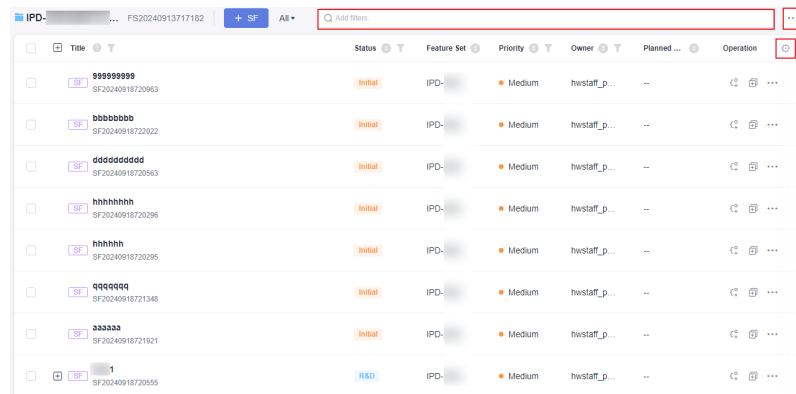 IPD- ... FS20240913717182 + SF All Add filters.
Title Status Feature Set Priority Owner Planned ... Operation
SF 999999999 Initial IPD- Medium hwstaff_p... -- ...
SF20240918720963
SF bbbbbbbb Initial IPD- Medium hwstaff_p... -- ...
SF20240918722022
SF dddddddddd Initial IPD- Medium hwstaff_p... -- ...
SF20240918720563
SF hhhhhhhh Initial IPD- Medium hwstaff_p... -- ...
SF20240918720296
SF hhhhhh Initial IPD- Medium hwstaff_p... -- ...
SF20240918720295
SF qqqqqqq Initial IPD- Medium hwstaff_p... -- ...
SF20240918721348
SF aaaaaa Initial IPD- Medium hwstaff_p... -- ...
SF20240918721921
SF 1 R&D IPD- Medium hwstaff_p... -- ...
SF20240918720555